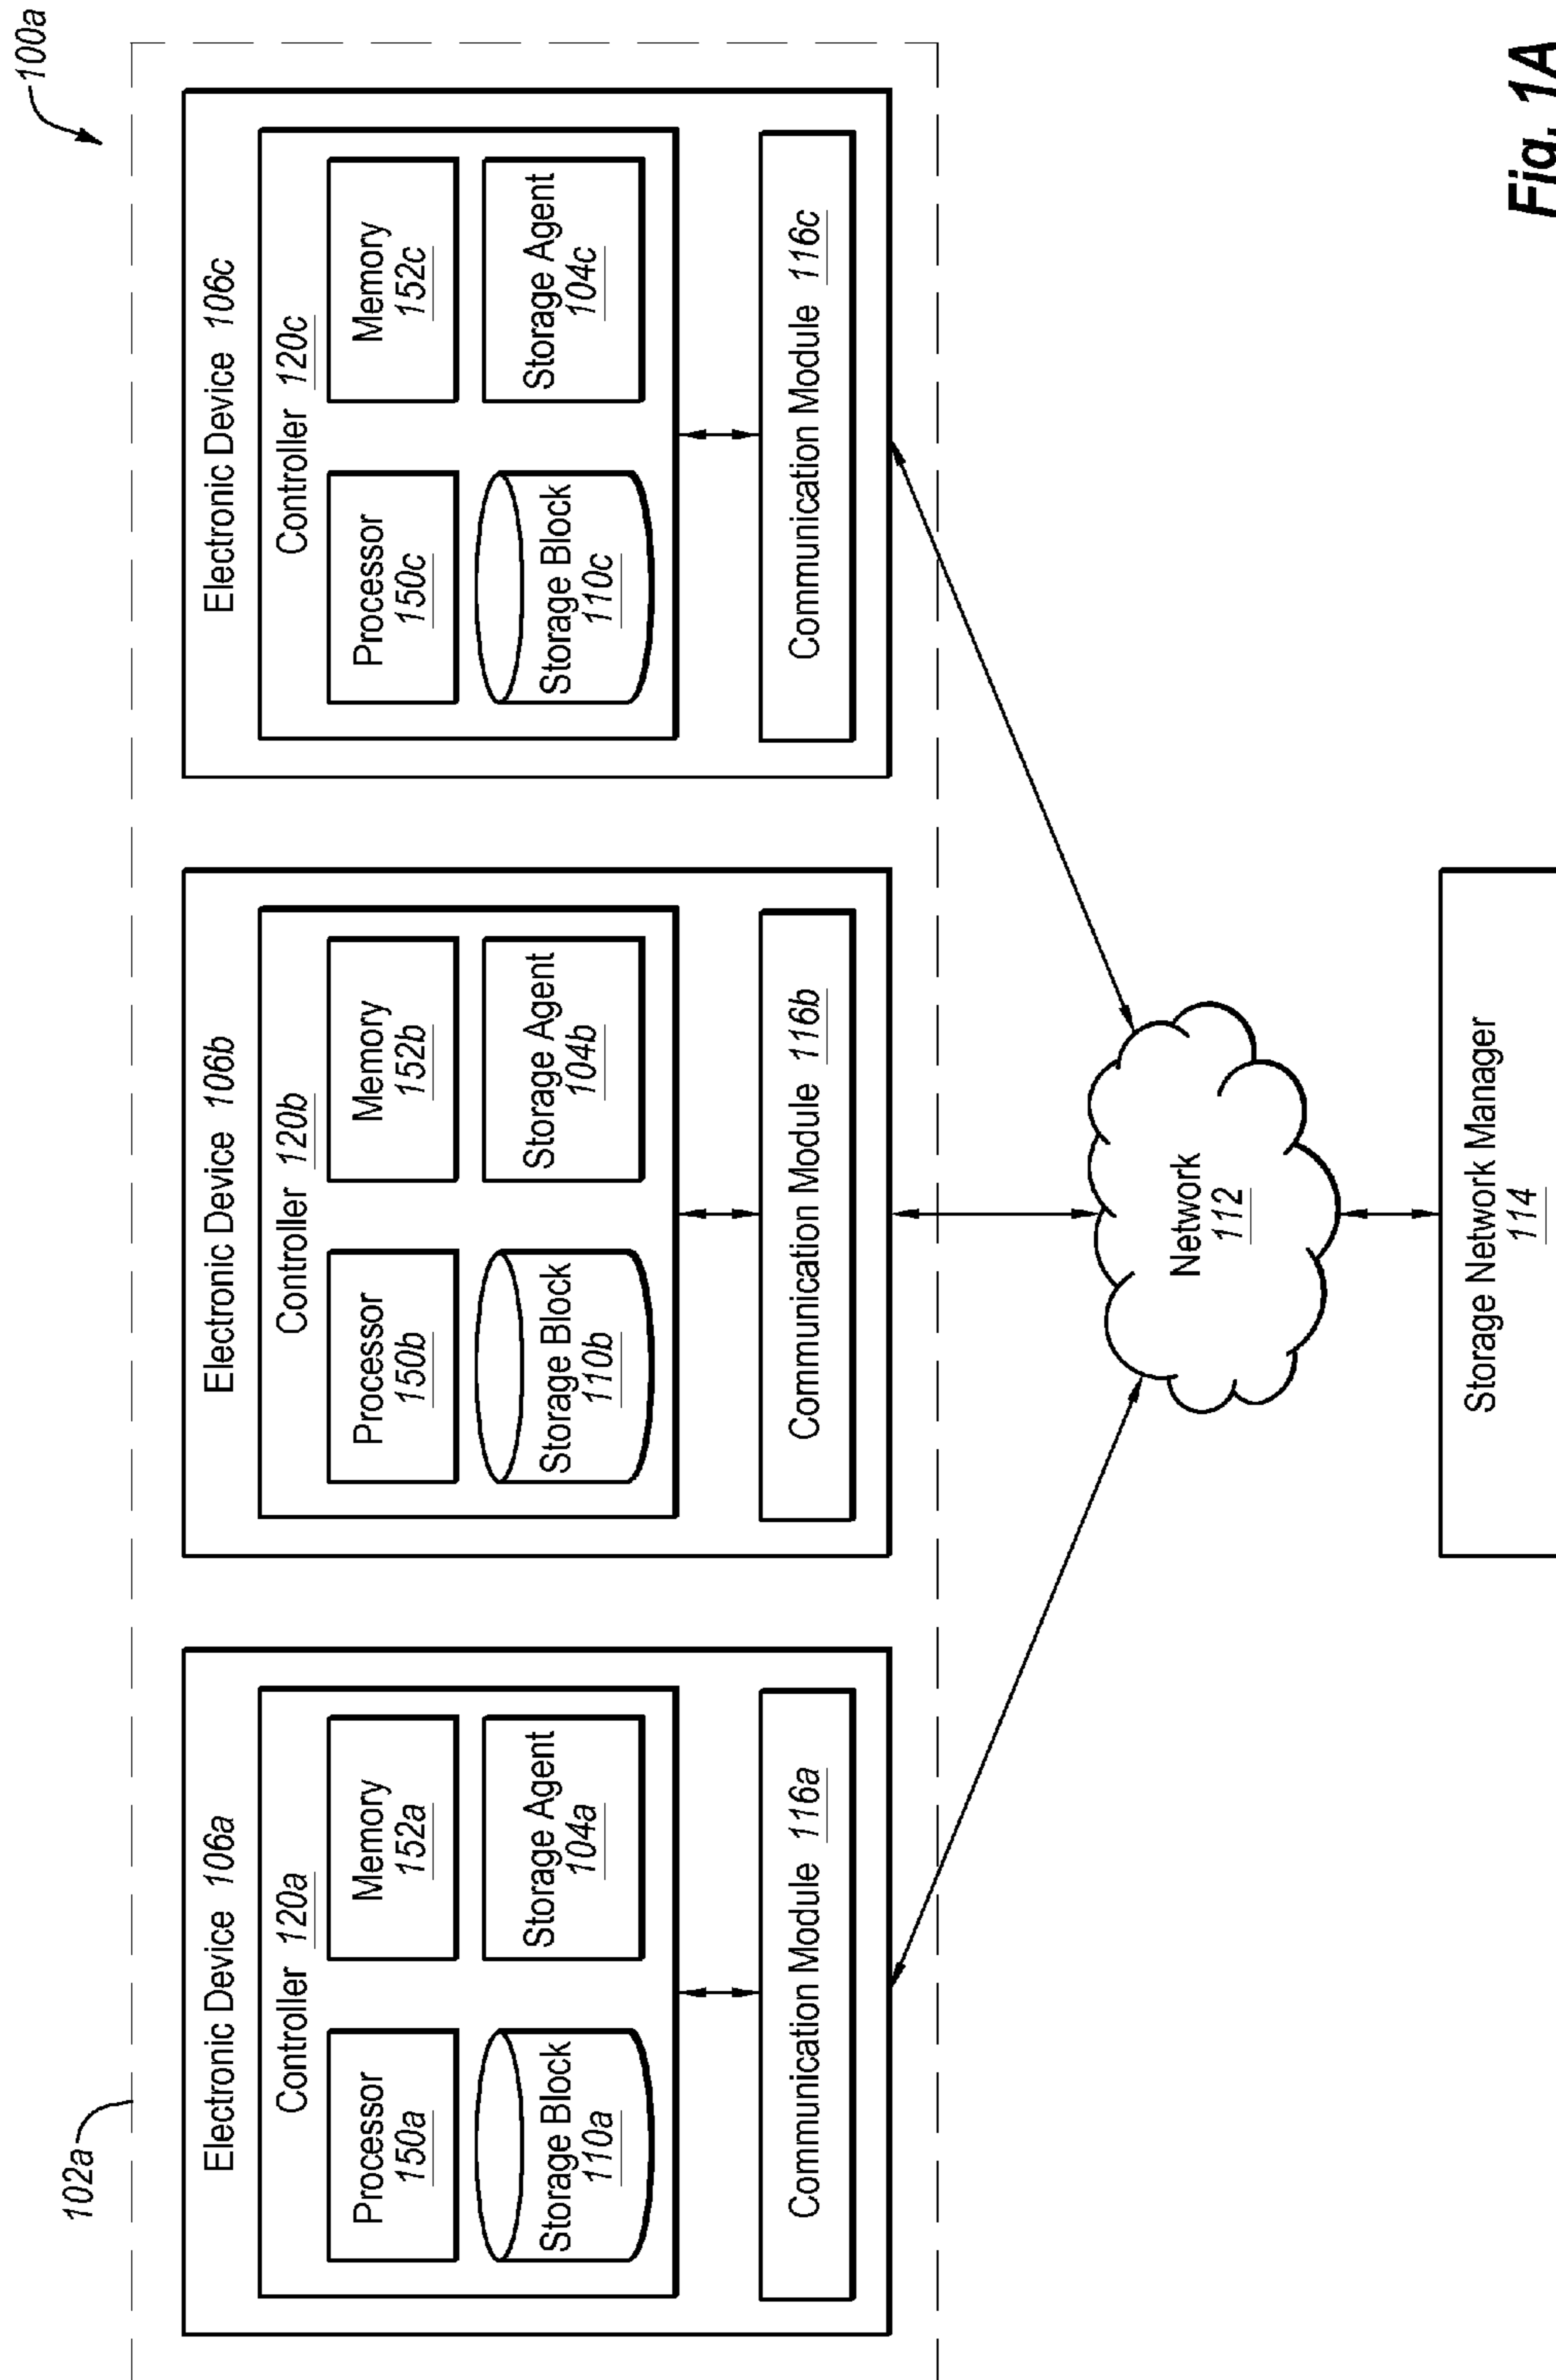 100a
102a
Electronic Device 106a
Controller 120a
Processor
150a
Memory
152a
Storage Block
110a
Storage Agent
104a
Communication Module 116a
Electronic Device 106b
Controller 120b
Processor
150b
Memory
152b
Storage Block
110b
Storage Agent
104b
Communication Module 116b
Electronic Device 106c
Controller 120c
Processor
150c
Memory
152c
Storage Block
110c
Storage Agent
104c
Communication Module 116c
Network
112
Storage Network Manager
114
Fig. 1A